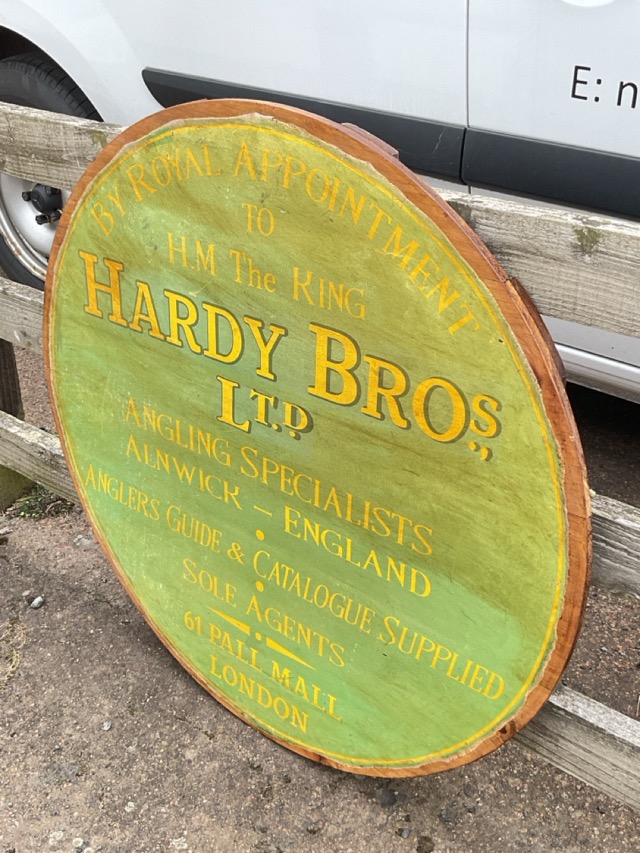 E: n
BY ROYAL APPOINTMENT
TO
H.M THE KING
HARDY BROS.,
LTD
ANGLING SPECIALISTS
ALNWICK – ENGLAND
ANGLERS GUIDE & CATALOGUE SUPPLIED
SOLE AGENTS
61 PALL MALL
LONDON